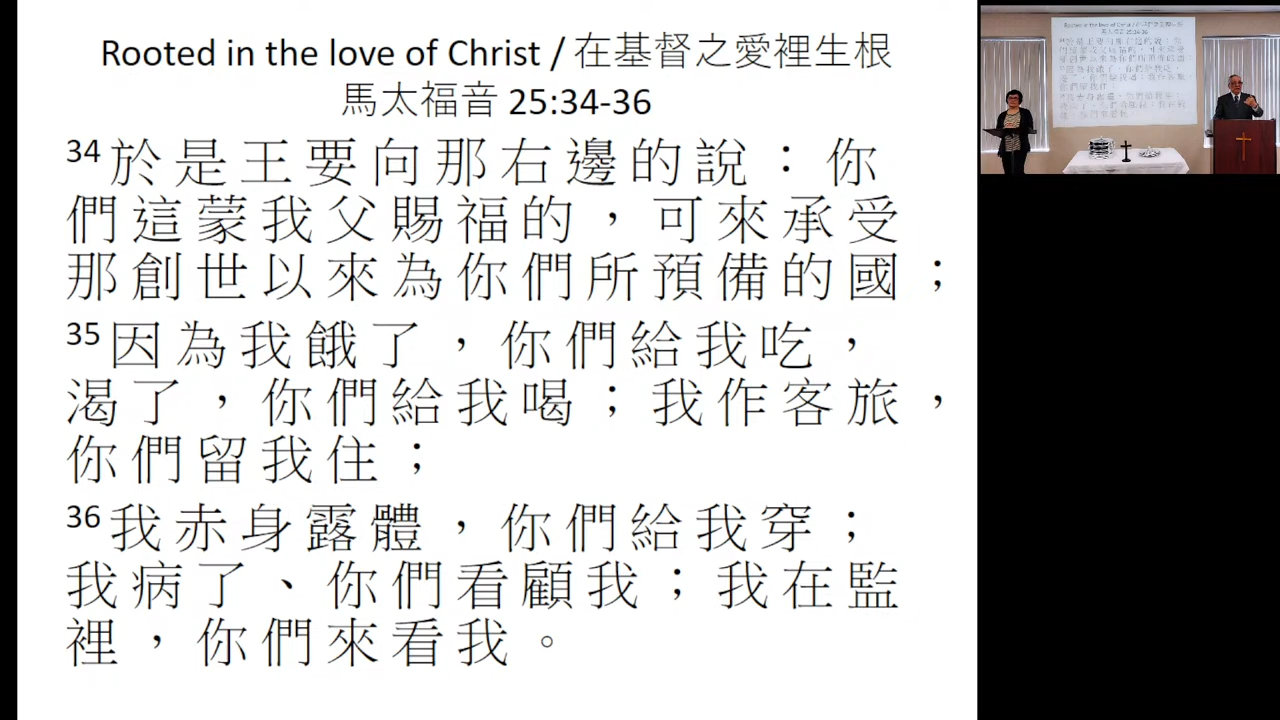 Rooted in the love of Christ / 在基督之愛裡生根
馬太福音 25:34-36
34於是王要向那右邊的說：你
們這蒙我父賜福的，可來承受
那創世以來為你們所預備的國；
35因為我餓了，你們給我吃，
渴了，你們給我喝；我作客旅，
你們留我住；
36我赤身露體，你們給我穿；
我病了、你們看顧我；我在監
裡，你們來看我。